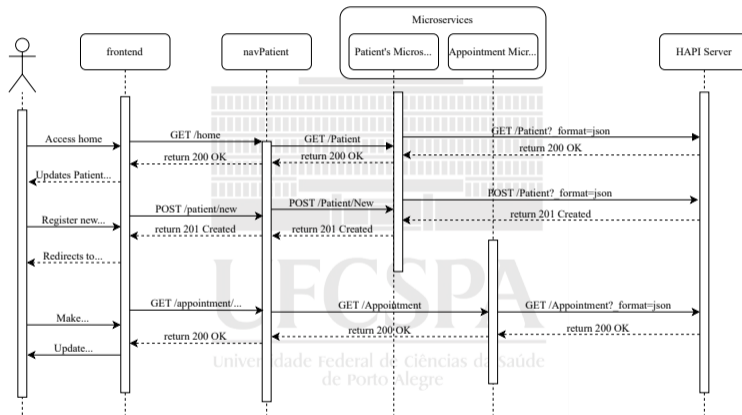 Microservices
frontend
navPatient
Patient's Micros...
Appointment Micr...
HAPI Server
Access home
GET /home
GET /Patient
GET /Patient?_format=json
return 200 OK
return 200 OK
return 200 OK
Updates Patient...
Register new...
POST /patient/new
POST /Patient/New
POST /Patient?_format=json
return 201 Created
return 201 Created
return 201 Created
Redirects to...
Make...
GET /appointment/...
GET /Appointment
GET /Appointment?_format=json
return 200 OK
return 200 OK
return 200 OK
Update...
UFCSPA
Universidade Federal de Ciências da Saúde
de Porto Alegre